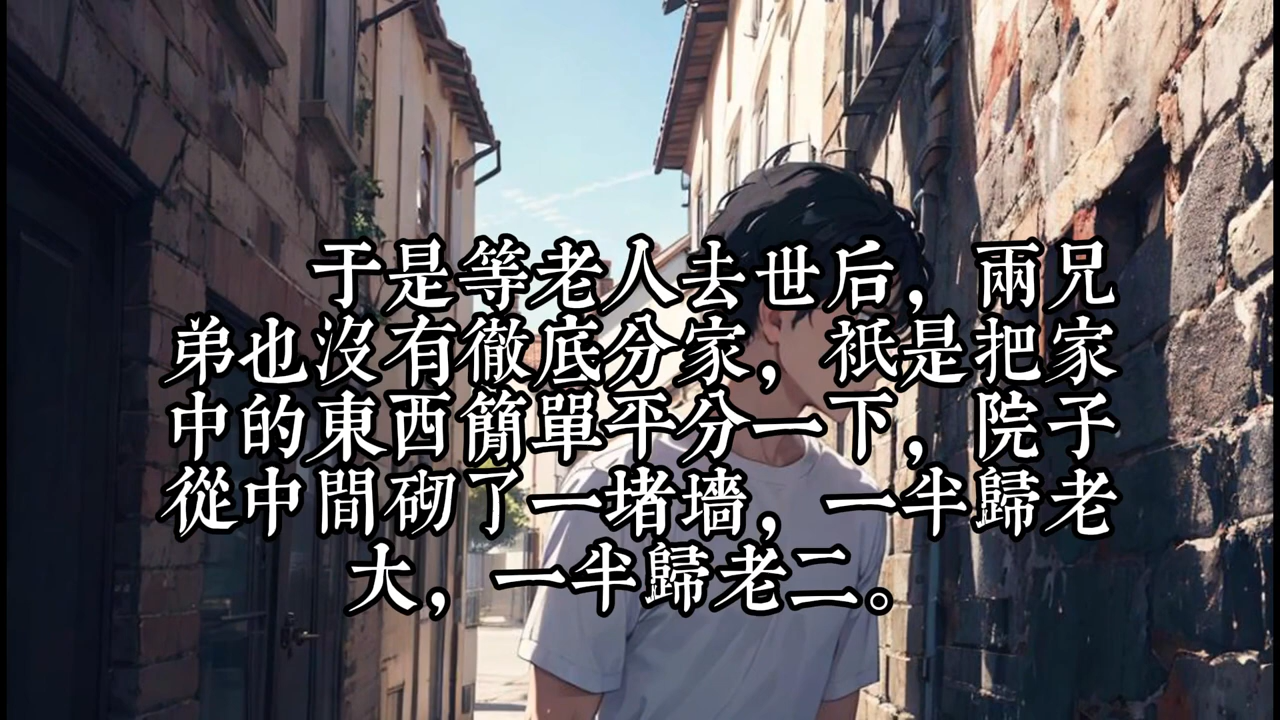 于是等老人去世后，兩兄
弟也沒有徹底分家，衹是把家
中的東西簡單平分一下，院子
從中間砌了一堵墻，一半歸老
大，一半歸老二。